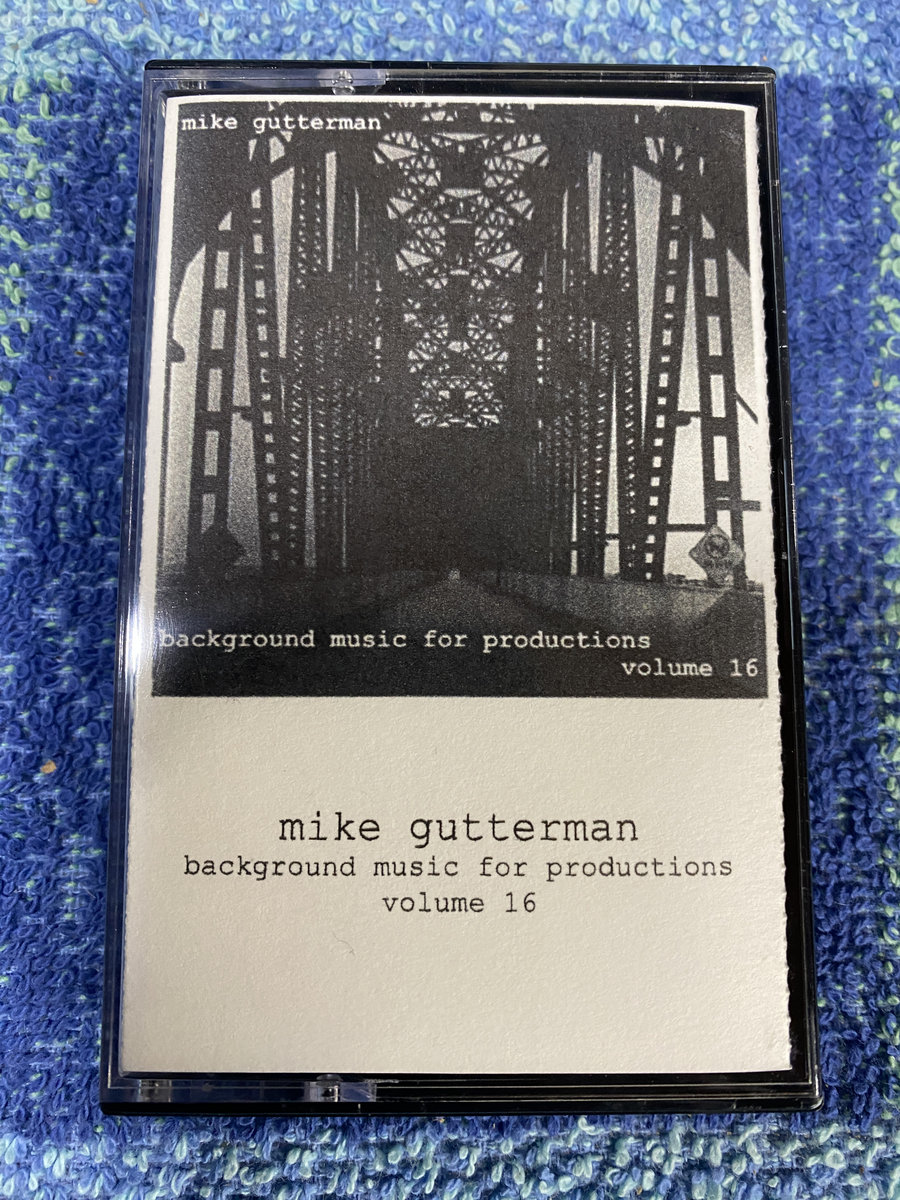 mike gutterman
background music for productions
volume 16
mike gutterman
background music for productions
volume 16